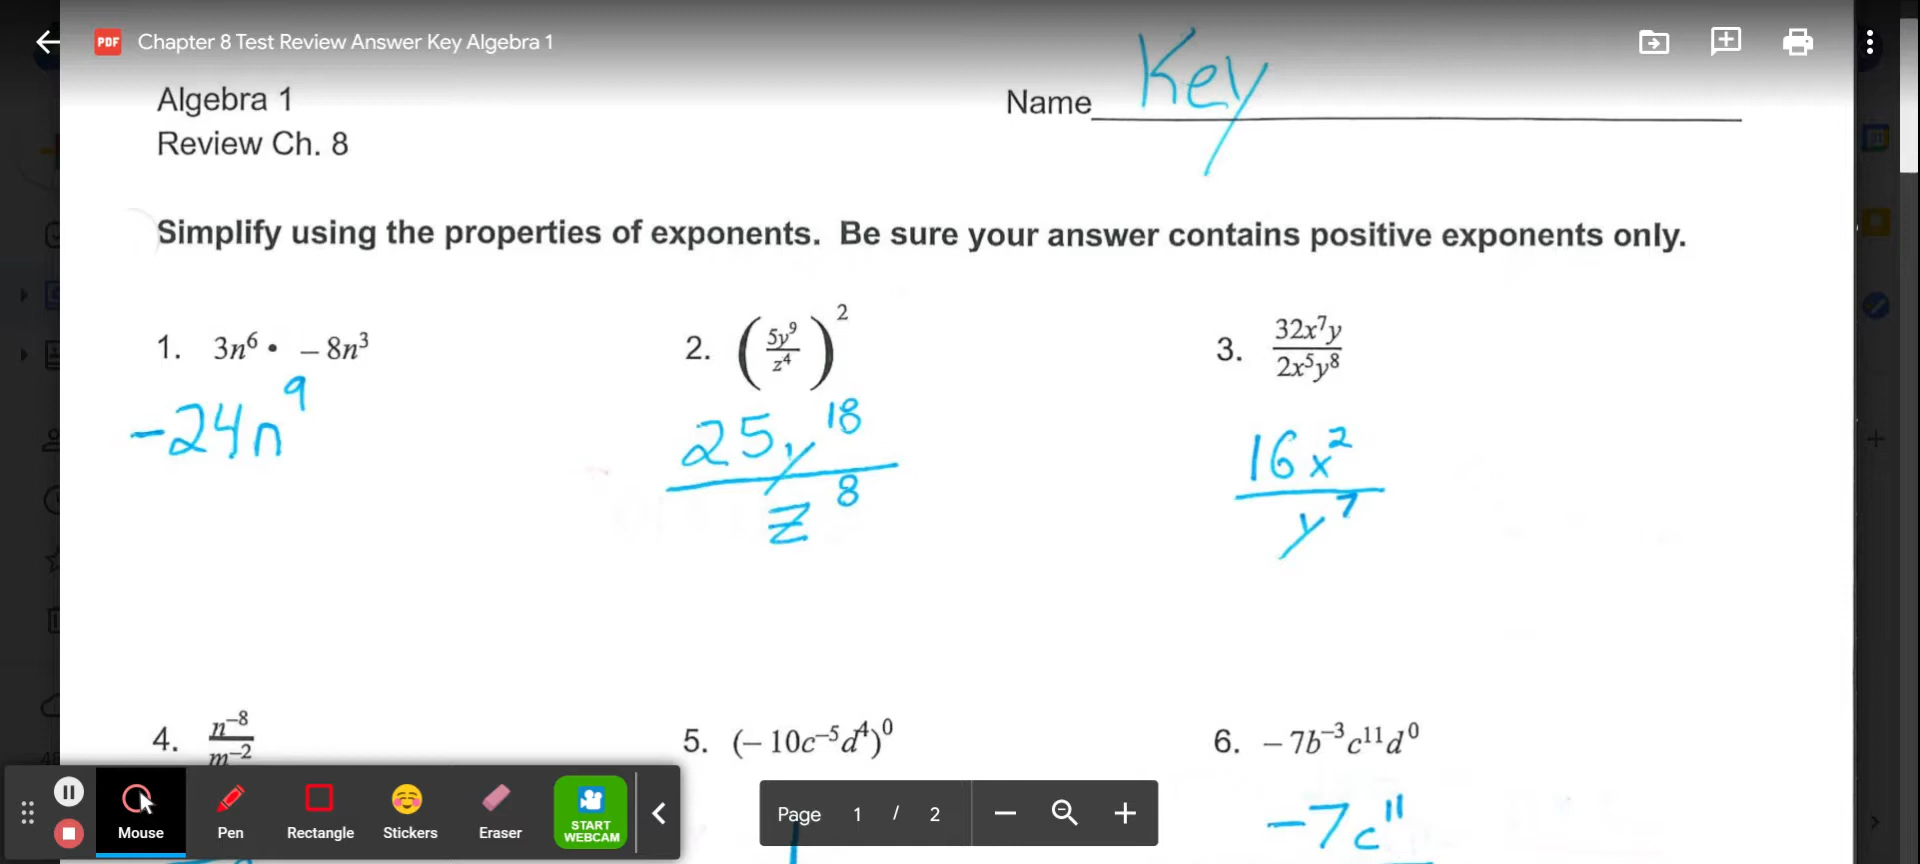 Chapter 8 Test Review Answer Key Algebra 1
Algebra 1
Name Key
Review Ch. 8
Simplify using the properties of exponents. Be sure your answer contains positive exponents only.
1. 3n⁶ • – 8n³
-24n⁹
2. (5y⁹/z⁴)²
25y¹⁸/z⁸
3. 32x⁷y/2x⁵y⁸
16x²/y⁷
4. n⁻⁸/m⁻²
5. (– 10c⁻⁵d⁴)⁰
6. – 7b⁻³c¹¹d⁰
-7c¹¹
Mouse
Pen
Rectangle
Stickers
Eraser
START
WEBCAM
Page 1 / 2